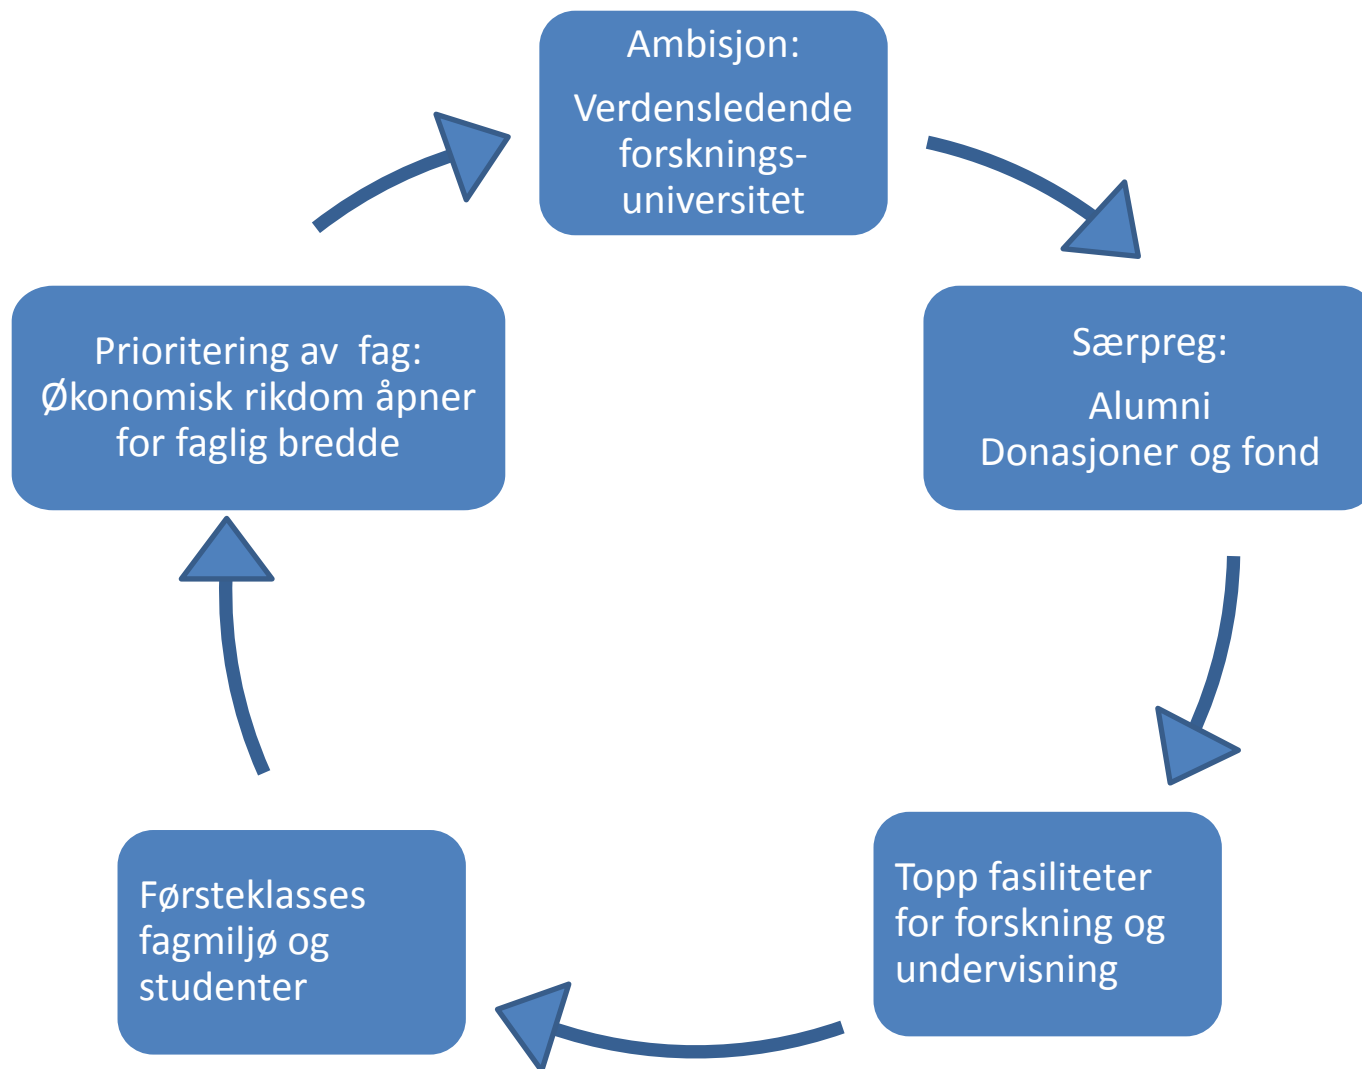 Ambisjon:
Verdensledende
forsknings-
universitet
Særpreg:
Alumni
Donasjoner og fond
Topp fasiliteter
for forskning og
undervisning
Førsteklasses
fagmiljø og
studenter
Prioritering av  fag:
Økonomisk rikdom åpner
for faglig bredde